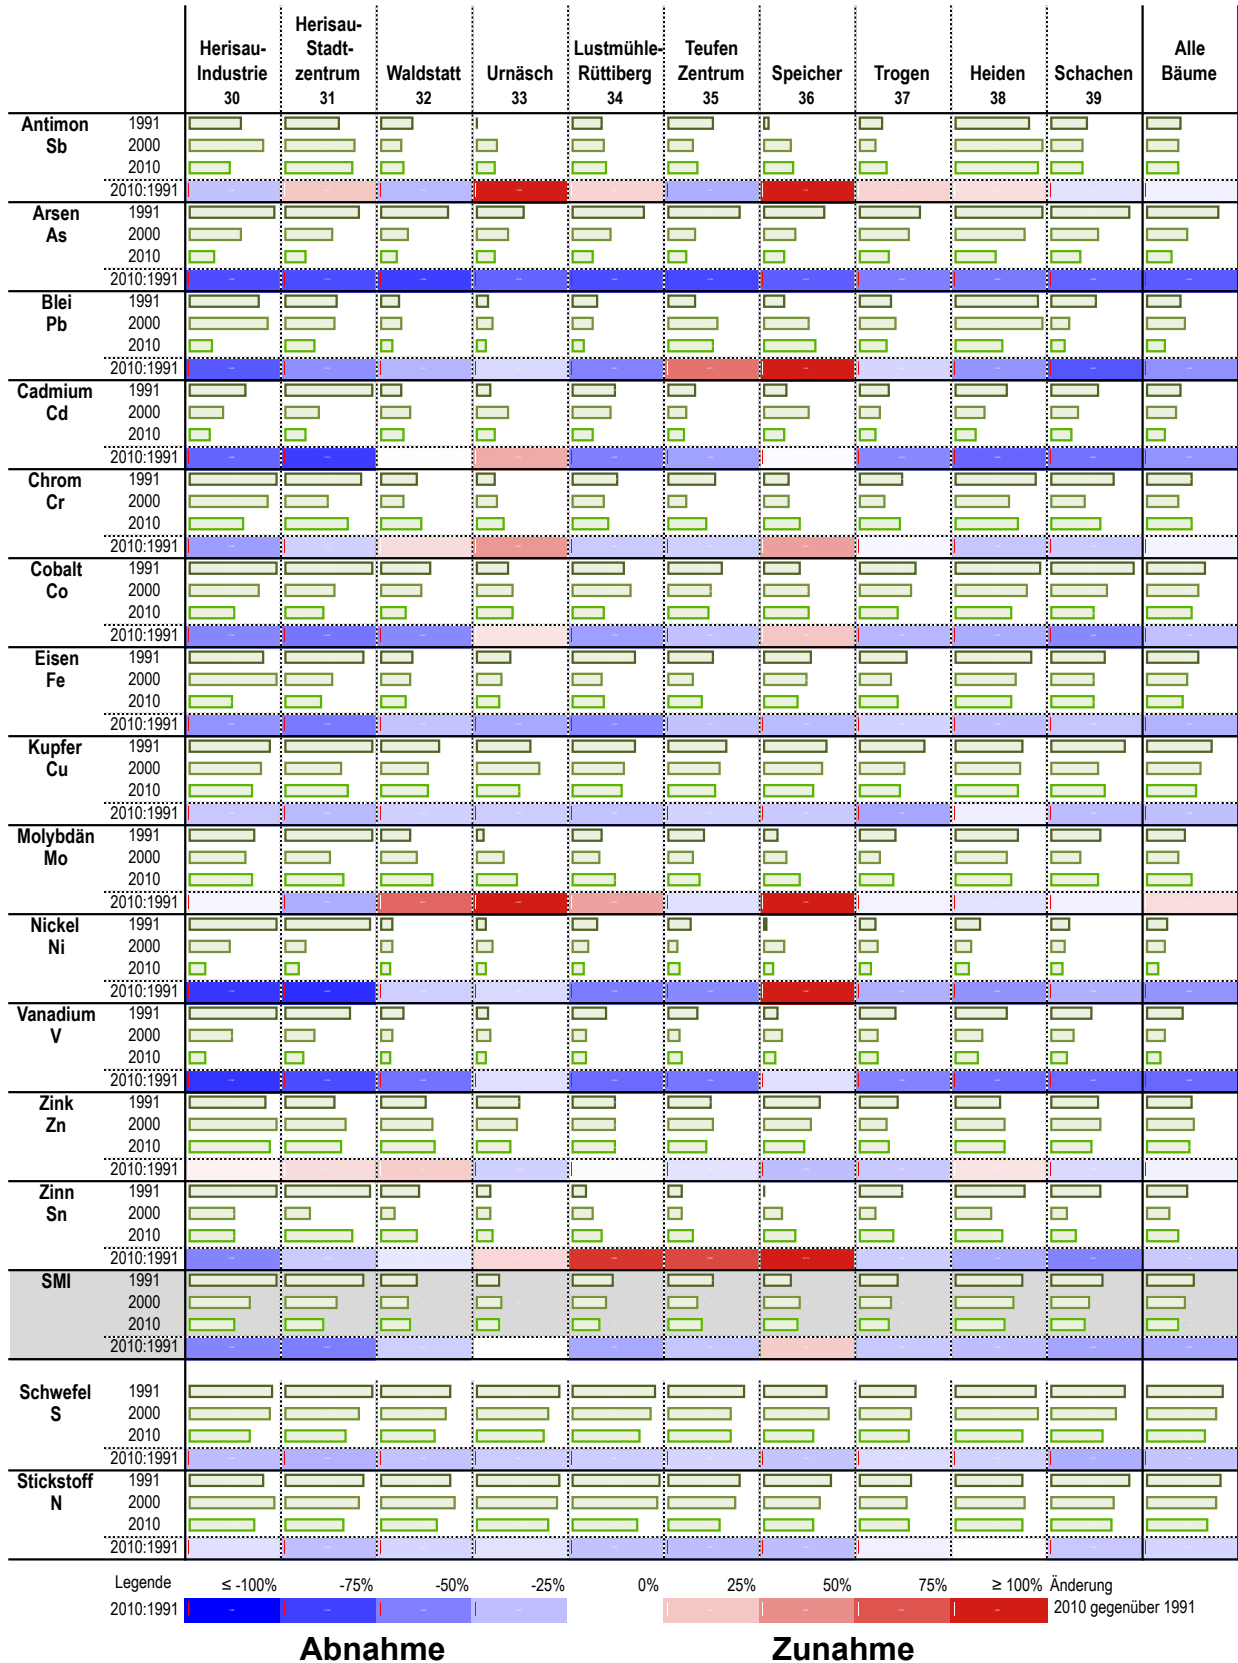 Herisau-
Industrie
30
Herisau-
Stadt-
zentrum
31
Waldstatt
32
Urnäsch
33
Lustmühle-
Rüttiberg
34
Teufen
Zentrum
35
Speicher
36
Trogen
37
Heiden
38
Schachen
39
Alle
Bäume
Antimon 1991
Sb 2000
2010
2010:1991
Arsen 1991
As 2000
2010
2010:1991
Blei 1991
Pb 2000
2010
2010:1991
Cadmium 1991
Cd 2000
2010
2010:1991
Chrom 1991
Cr 2000
2010
2010:1991
Cobalt 1991
Co 2000
2010
2010:1991
Eisen 1991
Fe 2000
2010
2010:1991
Kupfer 1991
Cu 2000
2010
2010:1991
Molybdän 1991
Mo 2000
2010
2010:1991
Nickel 1991
Ni 2000
2010
2010:1991
Vanadium 1991
V 2000
2010
2010:1991
Zink 1991
Zn 2000
2010
2010:1991
Zinn 1991
Sn 2000
2010
2010:1991
SMI 1991
2000
2010
2010:1991
Schwefel 1991
S 2000
2010
2010:1991
Stickstoff 1991
N 2000
2010
2010:1991
Legende ≤ -100% -75% -50% -25% 0% 25% 50% 75% ≥ 100% Änderung
2010:1991 2010 gegenüber 1991
Abnahme Zunahme